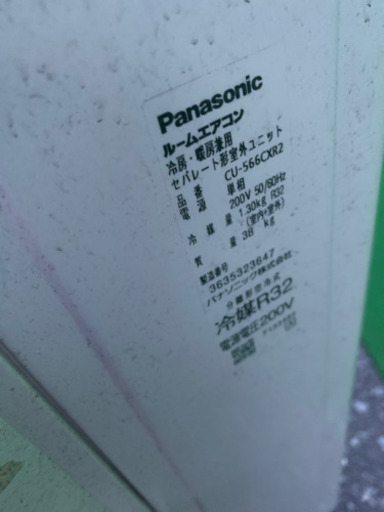 Panasonic
ルームエアコン
冷房・暖房兼用
セパレート形室外ユニット
品番 CU-566CXR2
電源 単相 200V 50/60Hz
冷媒量 1.30kg R32
(室内+室外)
質量 38 kg
製造番号
3635323647
パナソニック株式会社
冷媒R32
電源電圧200V